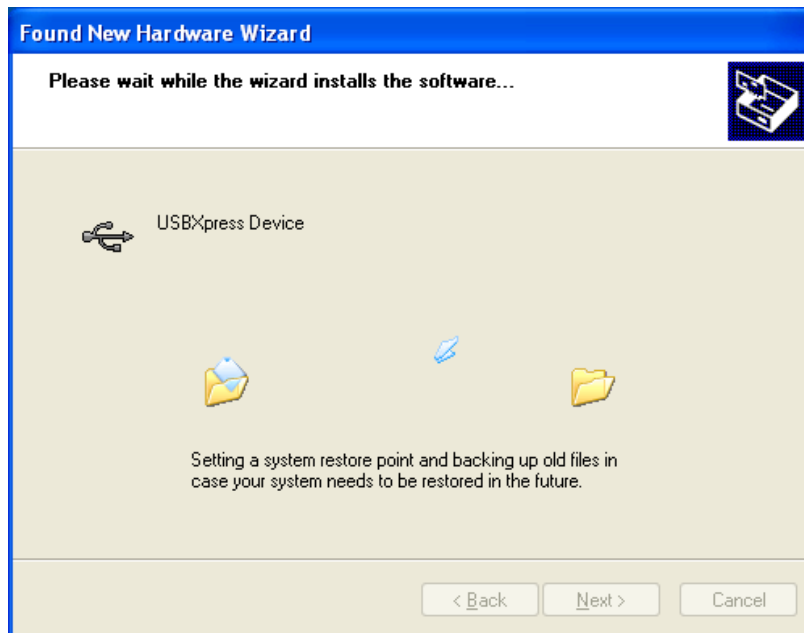 Found New Hardware Wizard
Please wait while the wizard installs the software...
USBXpress Device
Setting a system restore point and backing up old files in
case your system needs to be restored in the future.
< Back
Next >
Cancel